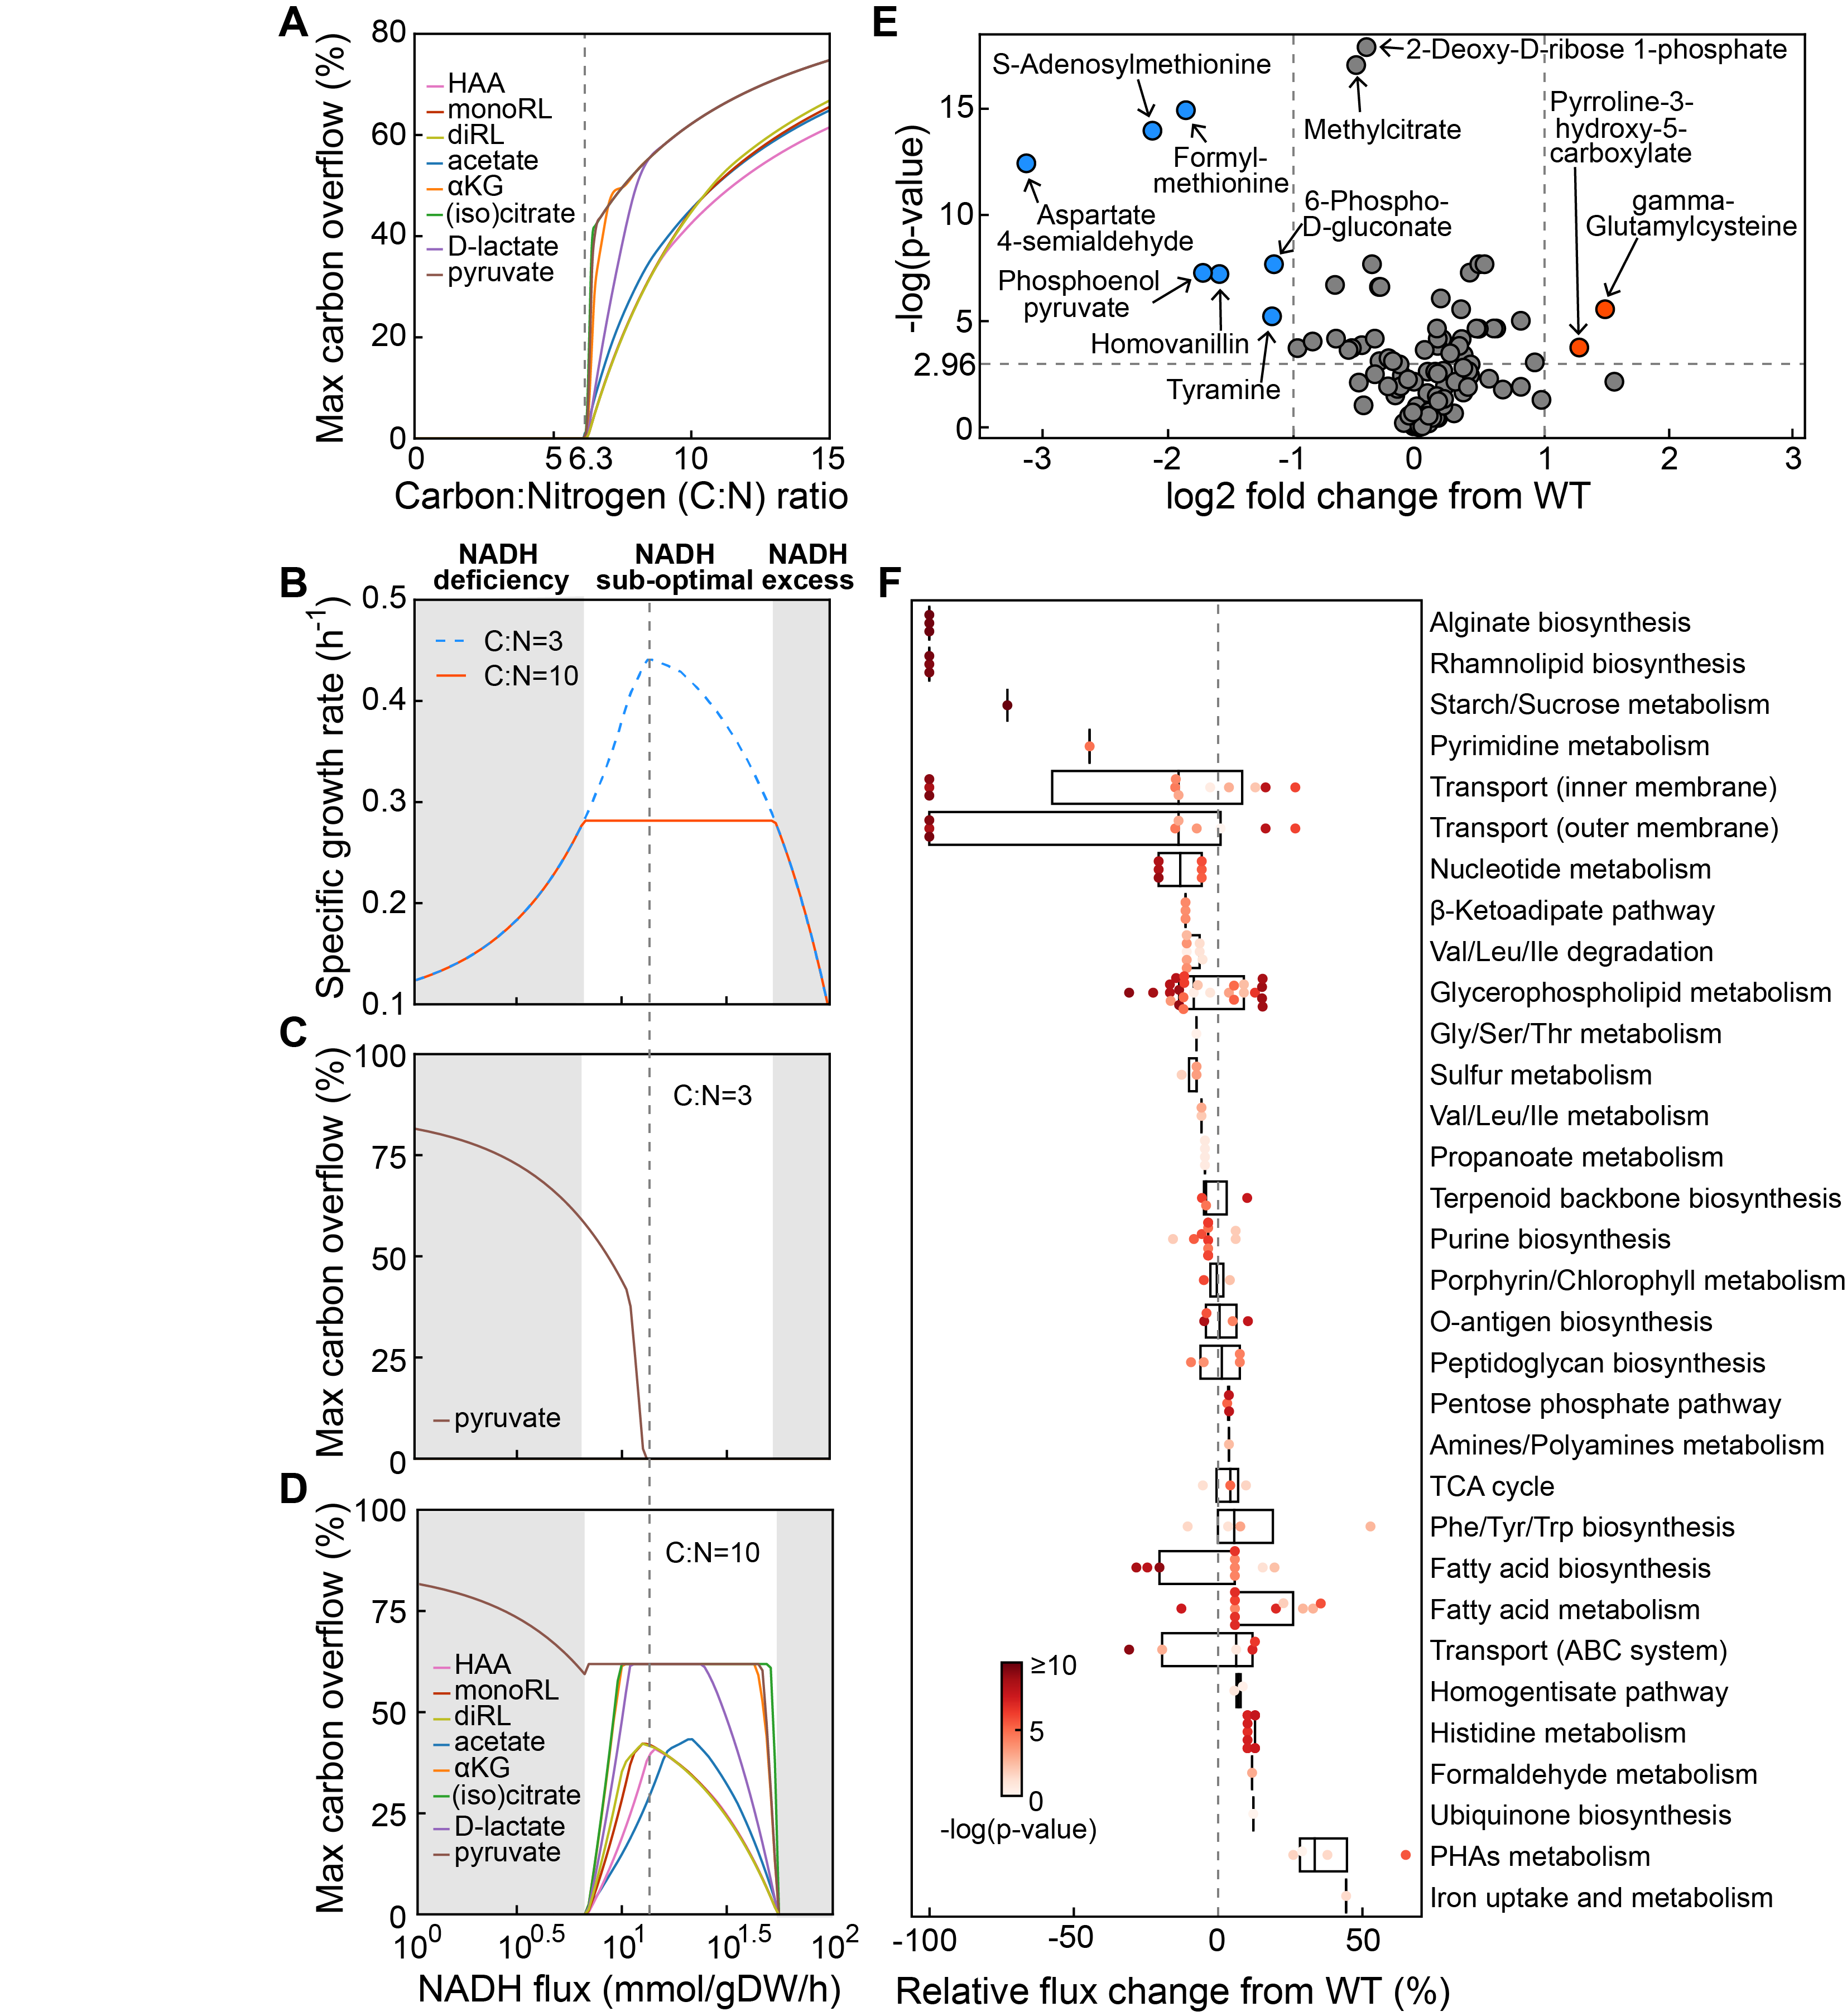 A
Max carbon overflow (%)
80
60
40
20
0
HAA
monoRL
diRL
acetate
αKG
(iso)citrate
D-lactate
pyruvate
0
5
6.3
10
15
Carbon:Nitrogen (C:N) ratio
B
NADH
deficiency
NADH
sub-optimal
NADH
excess
Specific growth rate (h-1)
0.5
0.4
0.3
0.2
0.1
C:N=3
C:N=10
C
Max carbon overflow (%)
100
75
50
25
0
C:N=3
pyruvate
D
Max carbon overflow (%)
100
75
50
25
0
C:N=10
HAA
monoRL
diRL
acetate
αKG
(iso)citrate
D-lactate
pyruvate
10^0
10^0.5
10^1
10^1.5
10^2
NADH flux (mmol/gDW/h)
E
-log(p-value)
15
10
5
2.96
0
S-Adenosylmethionine
2-Deoxy-D-ribose 1-phosphate
Methylcitrate
Formyl-
methionine
Aspartate
4-semialdehyde
6-Phospho-
D-gluconate
Phosphoenol
pyruvate
Homovanillin
Tyramine
Pyrroline-3-
hydroxy-5-
carboxylate
gamma-
Glutamylcysteine
-3
-2
-1
0
1
2
3
log2 fold change from WT
F
Alginate biosynthesis
Rhamnolipid biosynthesis
Starch/Sucrose metabolism
Pyrimidine metabolism
Transport (inner membrane)
Transport (outer membrane)
Nucleotide metabolism
β-Ketoadipate pathway
Val/Leu/Ile degradation
Glycerophospholipid metabolism
Gly/Ser/Thr metabolism
Sulfur metabolism
Val/Leu/Ile metabolism
Propanoate metabolism
Terpenoid backbone biosynthesis
Purine biosynthesis
Porphyrin/Chlorophyll metabolism
O-antigen biosynthesis
Peptidoglycan biosynthesis
Pentose phosphate pathway
Amines/Polyamines metabolism
TCA cycle
Phe/Tyr/Trp biosynthesis
Fatty acid biosynthesis
Fatty acid metabolism
Transport (ABC system)
Homogentisate pathway
Histidine metabolism
Formaldehyde metabolism
Ubiquinone biosynthesis
PHAs metabolism
Iron uptake and metabolism
≥10
5
0
-log(p-value)
-100
-50
0
50
Relative flux change from WT (%)